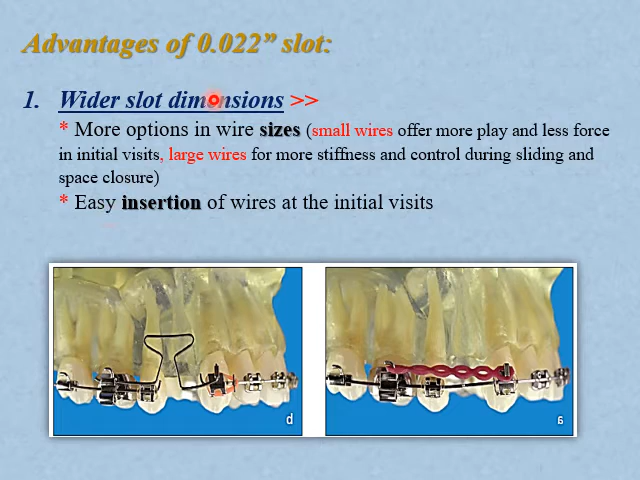 Advantages of 0.022” slot:
1. Wider slot dimensions >>
* More options in wire sizes (small wires offer more play and less force
in initial visits, large wires for more stiffness and control during sliding and
space closure)
* Easy insertion of wires at the initial visits
b a